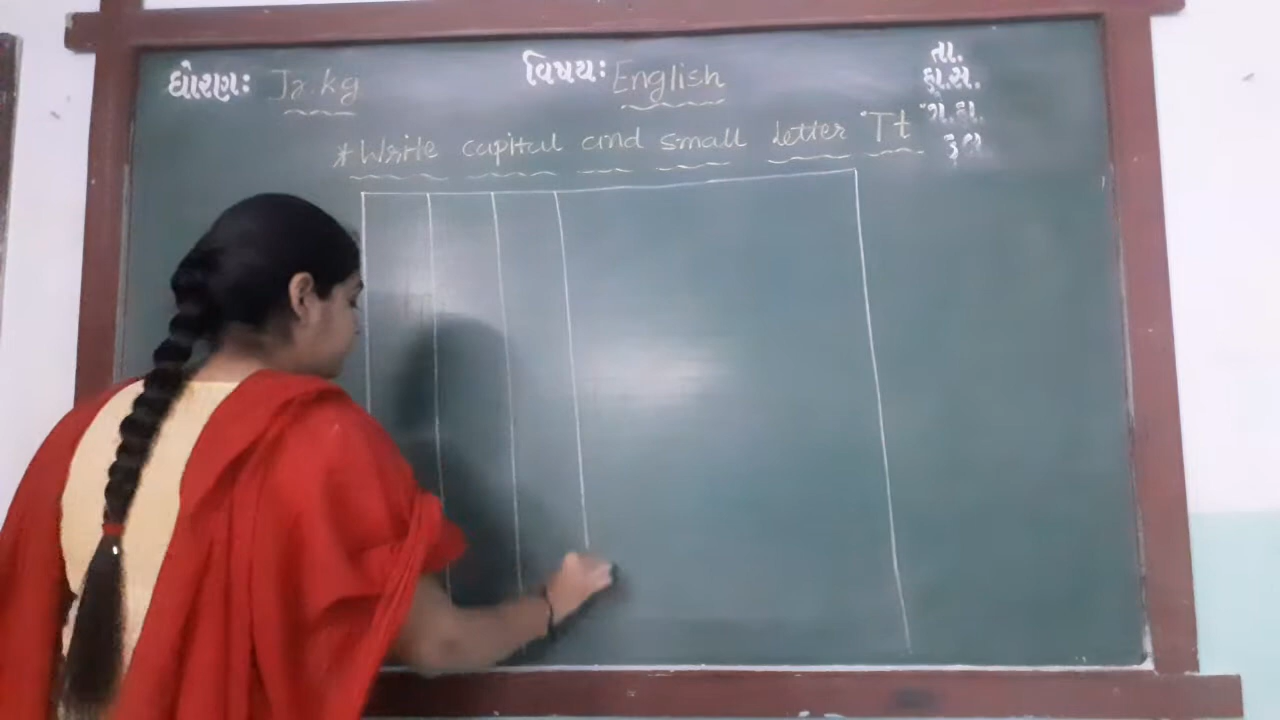 ધોરણઃ Jr.kg વિષયઃ English તા.
હા.સ.
* Write capital and small letter Tt ગે.હા.
કુલ